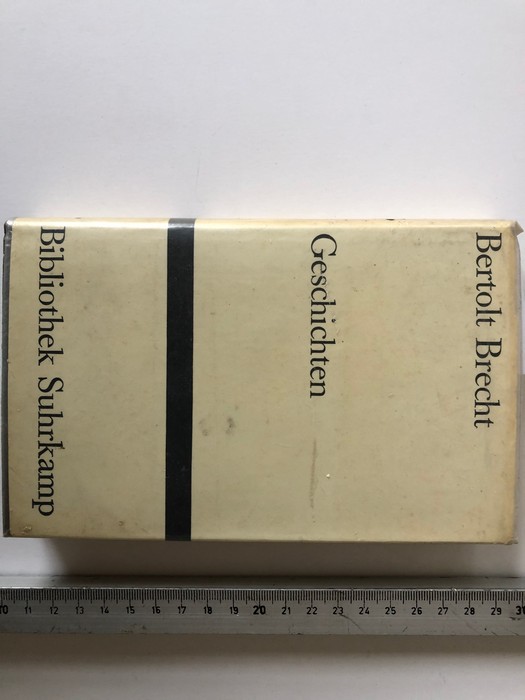 Bertolt Brecht
Geschichten
Bibliothek Suhrkamp
10 11 12 13 14 15 16 17 18 19 20 21 22 23 24 25 26 27 28 29